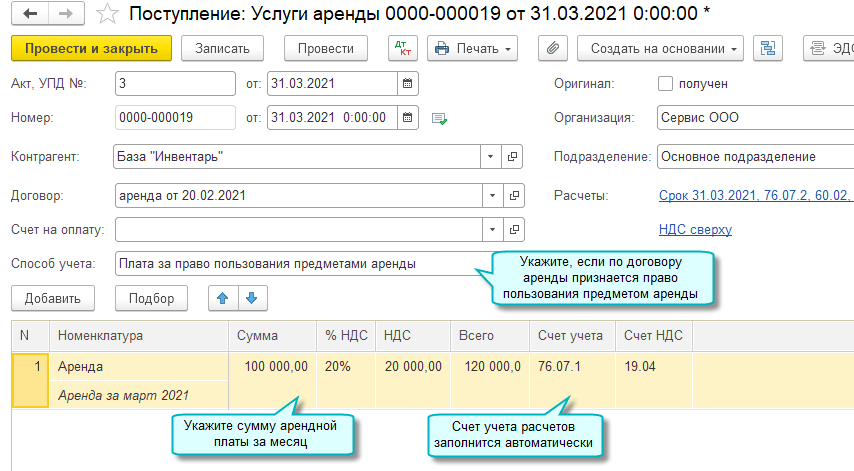 Поступление: Услуги аренды 0000-000019 от 31.03.2021 0:00:00 *
Провести и закрыть Записать Провести Дт Кт Печать Создать на основании ЭДО
Акт, УПД №: 3 от: 31.03.2021 Оригинал: получен
Номер: 0000-000019 от: 31.03.2021 0:00:00 Организация: Сервис ООО
Контрагент: База "Инвентарь" Подразделение: Основное подразделение
Договор: аренда от 20.02.2021 Расчеты: Срок 31.03.2021, 76.07.2, 60.02,
Счет на оплату: НДС сверху
Способ учета: Плата за право пользования предметами аренды
Укажите, если по договору
аренды признается право
пользования предметом аренды
Добавить Подбор
N Номенклатура Сумма % НДС НДС Всего Счет учета Счет НДС
1 Аренда 100 000,00 20% 20 000,00 120 000,0 76.07.1 19.04
Аренда за март 2021
Укажите сумму арендной
платы за месяц
Счет учета расчетов
заполнится автоматически